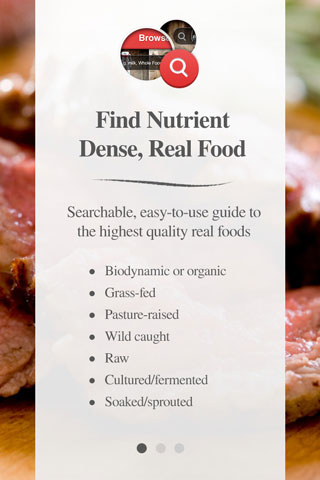 Brows
g, milk, Whole Foo
Find Nutrient
Dense, Real Food
Searchable, easy-to-use guide to
the highest quality real foods
• Biodynamic or organic
• Grass-fed
• Pasture-raised
• Wild caught
• Raw
• Cultured/fermented
• Soaked/sprouted